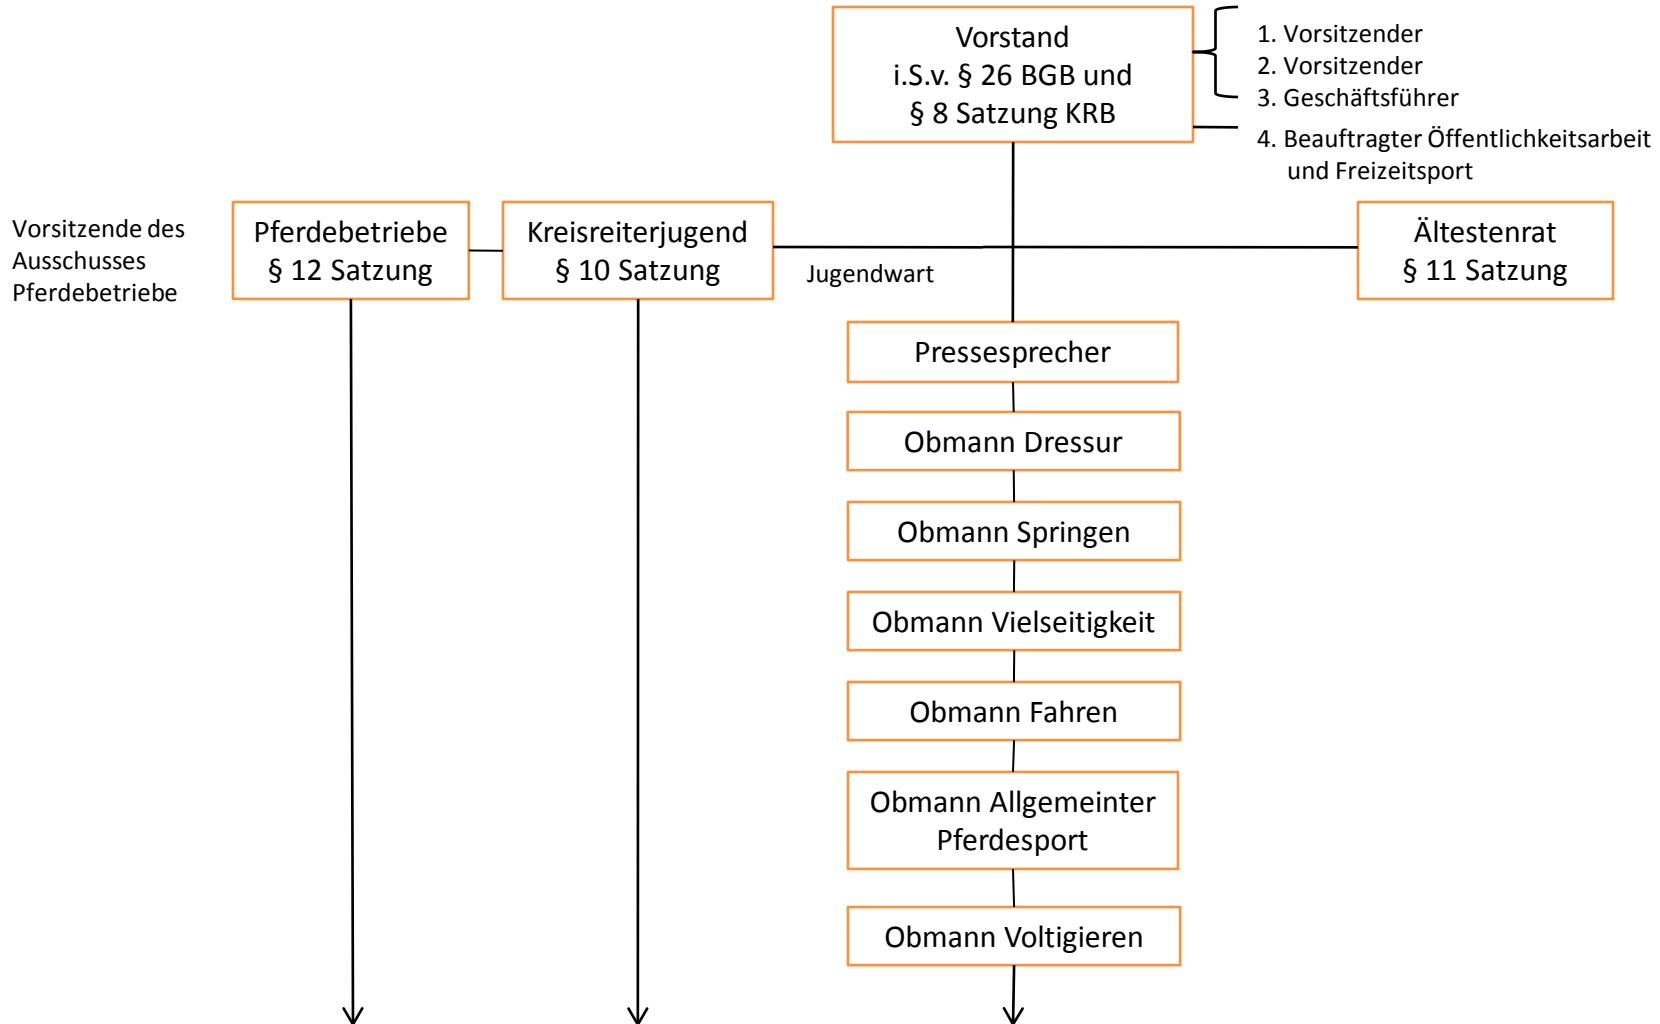 Vorstand
i.S.v. § 26 BGB und
§ 8 Satzung KRB
1. Vorsitzender
2. Vorsitzender
3. Geschäftsführer
4. Beauftragter Öffentlichkeitsarbeit
und Freizeitsport
Vorsitzende des
Ausschusses
Pferdebetriebe
Pferdebetriebe
§ 12 Satzung
Kreisreiterjugend
§ 10 Satzung
Jugendwart
Ältestenrat
§ 11 Satzung
Pressesprecher
Obmann Dressur
Obmann Springen
Obmann Vielseitigkeit
Obmann Fahren
Obmann Allgemeinter
Pferdesport
Obmann Voltigieren